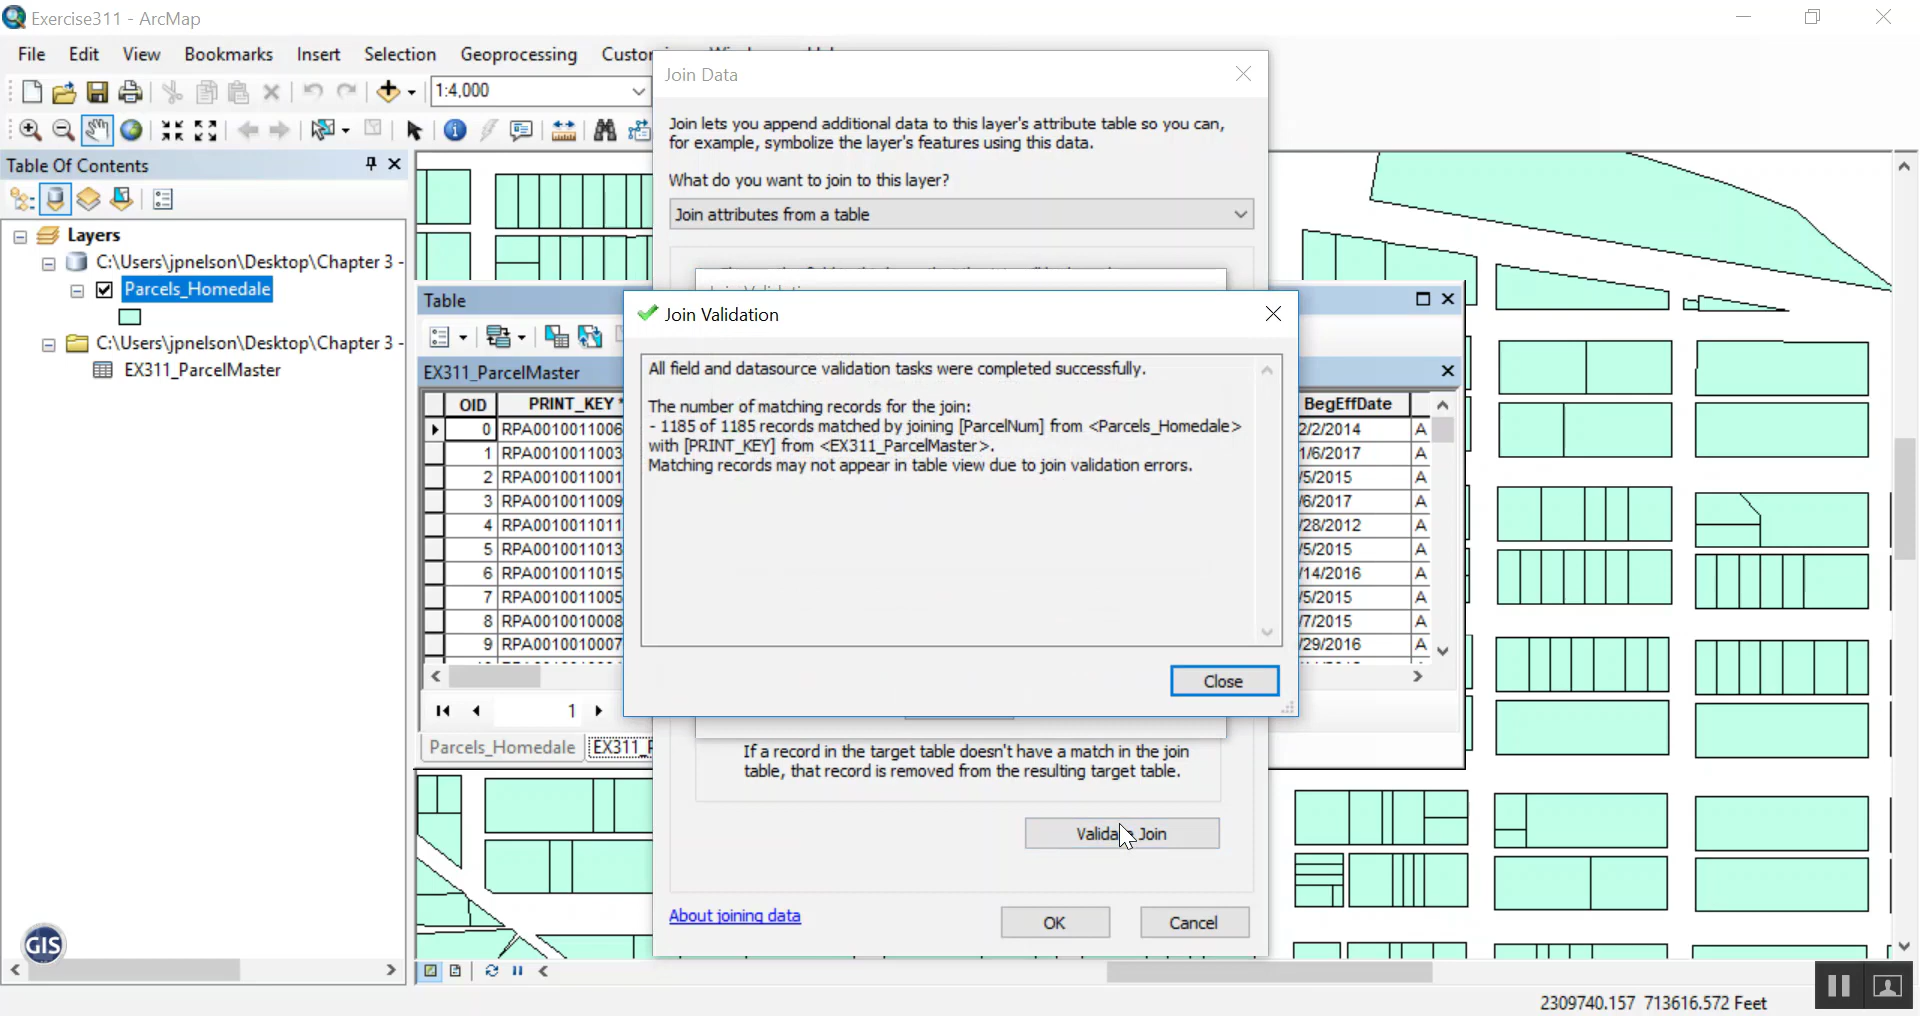 Exercise311 - ArcMap
File Edit View Bookmarks Insert Selection Geoprocessing
1:4,000
Table Of Contents
Layers
C:\Users\jpnelson\Desktop\Chapter 3 -
Parcels_Homedale
C:\Users\jpnelson\Desktop\Chapter 3 -
EX311_ParcelMaster
Join Data
Join lets you append additional data to this layer's attribute table so you can,
for example, symbolize the layer's features using this data.
What do you want to join to this layer?
Join attributes from a table
Table
EX311_ParcelMaster
OID PRINT_KEY * BegEffDate
0 RPA0010011006 2/2/2014 A
1 RPA0010011003 1/6/2017 A
2 RPA0010011001 /5/2015 A
3 RPA0010011009 /6/2017 A
4 RPA0010011011 /28/2012 A
5 RPA0010011013 /5/2015 A
6 RPA0010011015 /14/2016 A
7 RPA0010011005 /5/2015 A
8 RPA0010010008 /7/2015 A
9 RPA0010010007 /29/2016 A
1
Parcels_Homedale EX311_
Join Validation
All field and datasource validation tasks were completed successfully.
The number of matching records for the join:
- 1185 of 1185 records matched by joining [ParcelNum] from <Parcels_Homedale>
with [PRINT_KEY] from <EX311_ParcelMaster>.
Matching records may not appear in table view due to join validation errors.
Close
If a record in the target table doesn't have a match in the join
table, that record is removed from the resulting target table.
Validate Join
About joining data
OK Cancel
GIS
2309740.157 713616.572 Feet